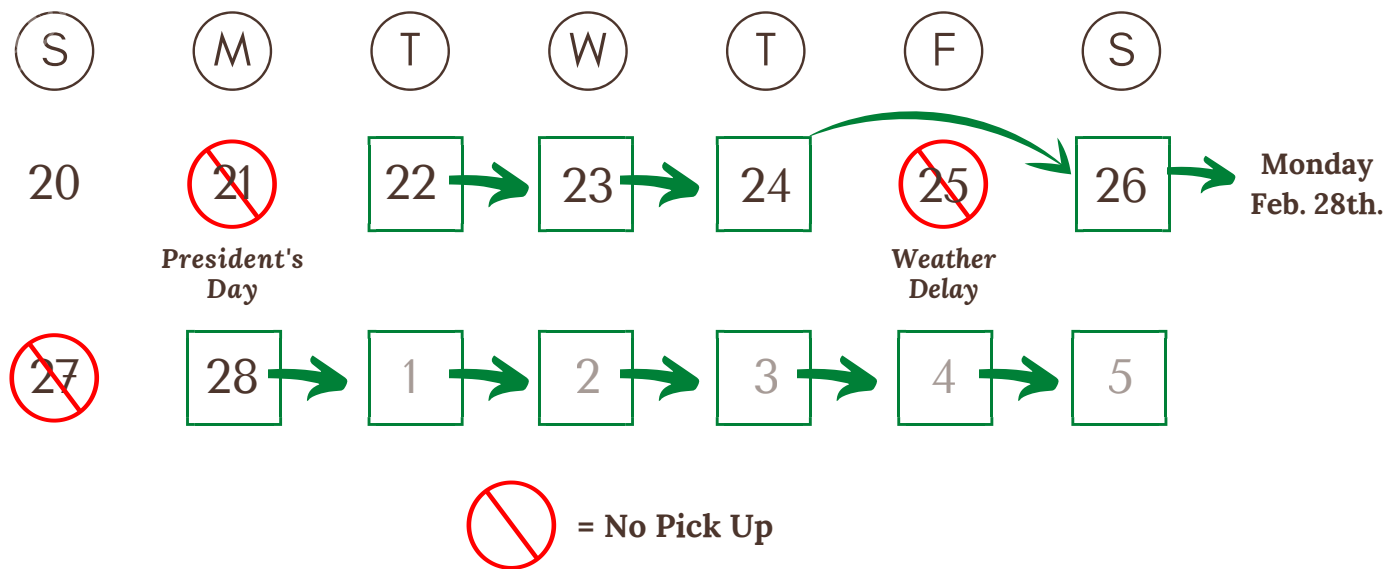 S M T W T F S
20 21 22 23 24 25 26 Monday
Feb. 28th.
President's Weather
Day Delay
27 28 1 2 3 4 5
= No Pick Up